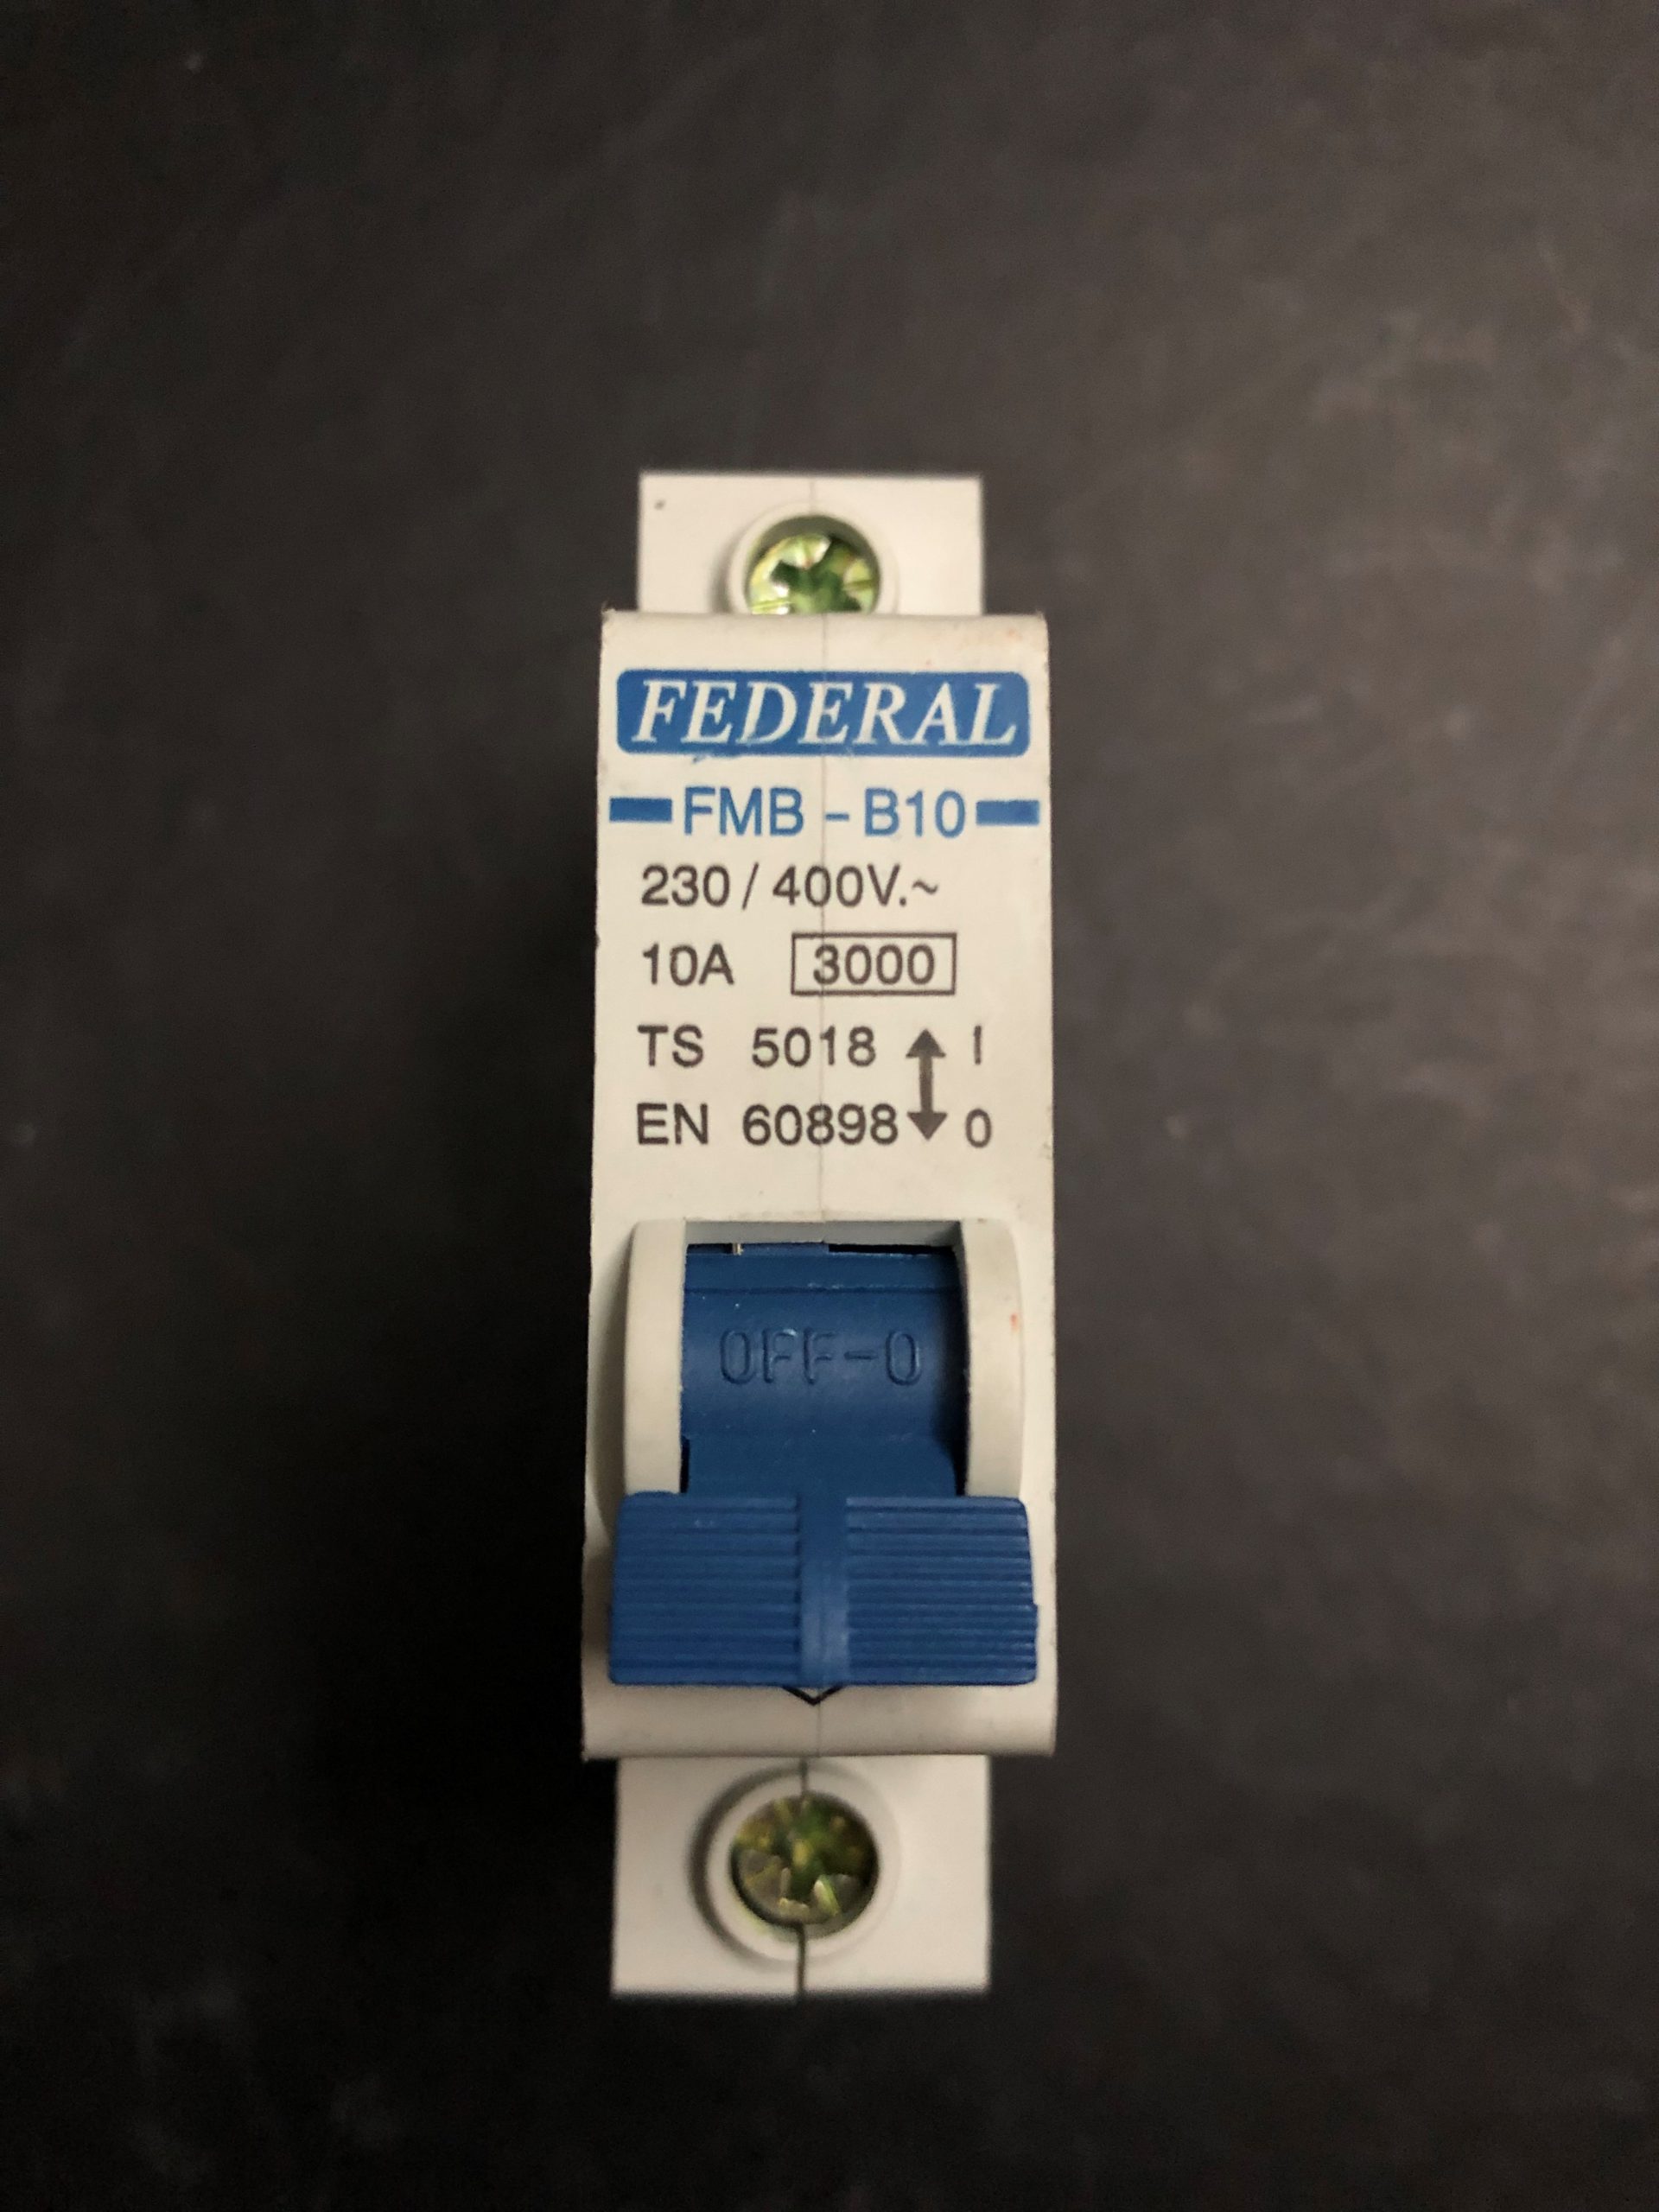 FEDERAL
FMB - B10
230 / 400V.~
10A 3000
TS 5018 I
EN 60898 0
OFF-0